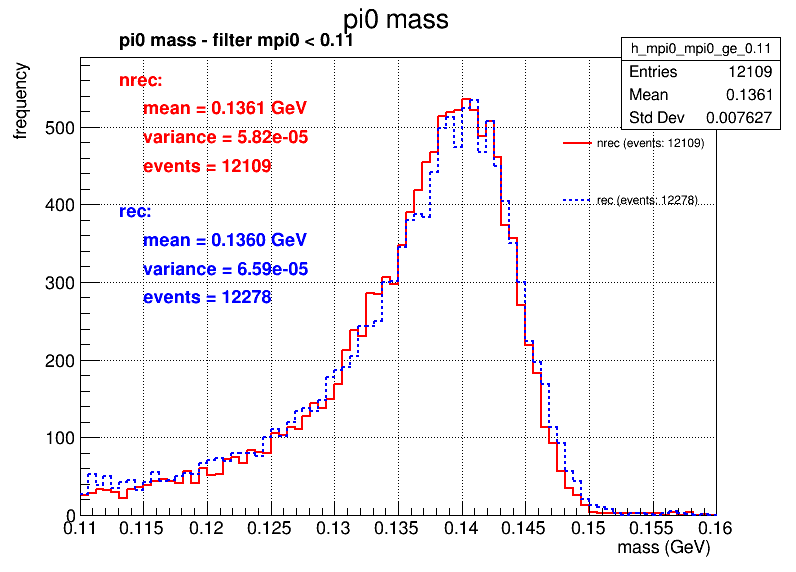 pi0 mass
pi0 mass - filter mpi0 < 0.11
h_mpi0_mpi0_ge_0.11
Entries 12109
Mean 0.1361
Std Dev 0.007627
frequency
nrec:
mean = 0.1361 GeV
variance = 5.82e-05
events = 12109
rec:
mean = 0.1360 GeV
variance = 6.59e-05
events = 12278
nrec (events: 12109)
rec (events: 12278)
500
400
300
200
100
0
0.11 0.115 0.12 0.125 0.13 0.135 0.14 0.145 0.15 0.155 0.16
mass (GeV)